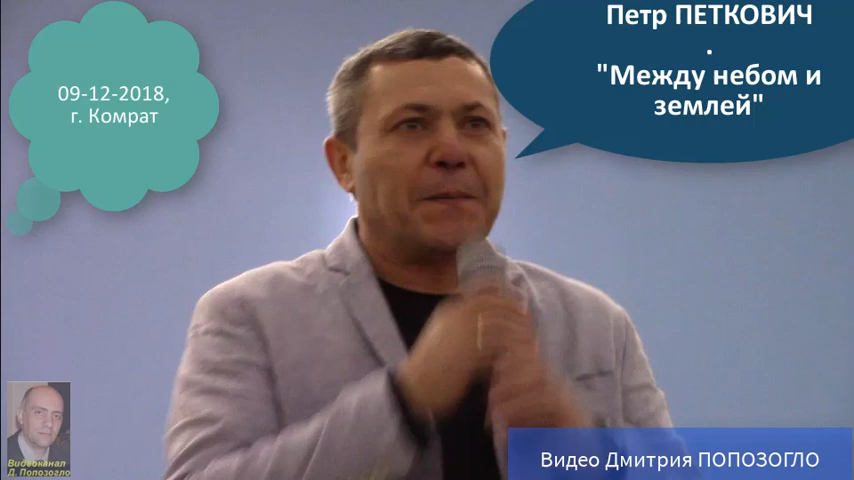 09-12-2018,
г. Комрат
Петр ПЕТКОВИЧ
.
"Между небом и
землей"
Видеоканал
Д. Попозогло
Видео Дмитрия ПОПОЗОГЛО